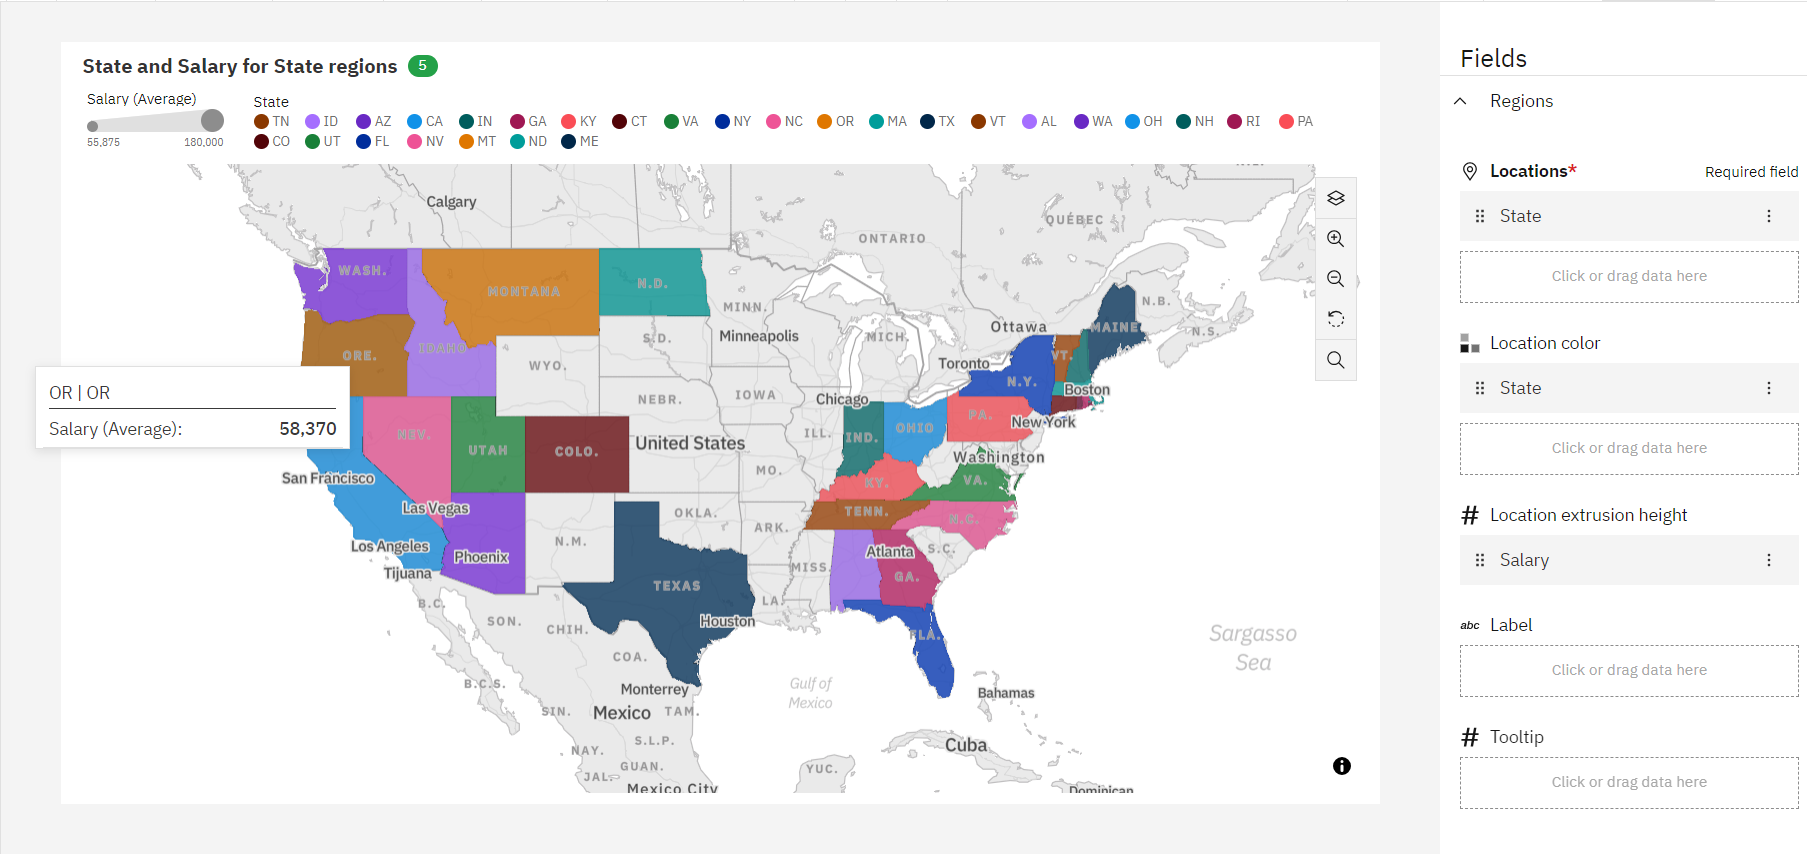 State and Salary for State regions 5
Salary (Average)
55,875 180,000
State
TN ID AZ CA IN GA KY CT VA NY NC OR MA TX VT AL WA OH NH RI PA
CO UT FL NV MT ND ME
Calgary
QUÉBEC
ONTARIO
WASH.
MONTANA
N.D.
MINN.
N.B.
N.S.
Ottawa
MAINE
S.D.
Minneapolis
MICH.
ORE.
IDAHO
VT.
WYO.
Toronto
N.Y.
Boston
NEBR.
IOWA
Chicago
PA.
New York
NEV.
UTAH
COLO.
United States
ILL.
IND.
OHIO
Washington
MO.
San Francisco
KY.
VA.
Las Vegas
OKLA.
TENN.
N.C.
ARK.
Los Angeles
Phoenix
N.M.
Atlanta
S.C.
Tijuana
MISS.
GA.
TEXAS
B.C.
LA.
SON.
CHIH.
Houston
FLA.
Sargasso
Sea
COA.
B.C.S.
Monterrey
Gulf of
Mexico
Bahamas
SIN.
Mexico
TAM.
S.L.P.
NAY.
Cuba
GUAN.
YUC.
JAL.
Mexico City
Dominican
OR | OR
Salary (Average): 58,370
Fields
Regions
Locations* Required field
State
Click or drag data here
Location color
State
Click or drag data here
# Location extrusion height
Salary
abc Label
Click or drag data here
# Tooltip
Click or drag data here